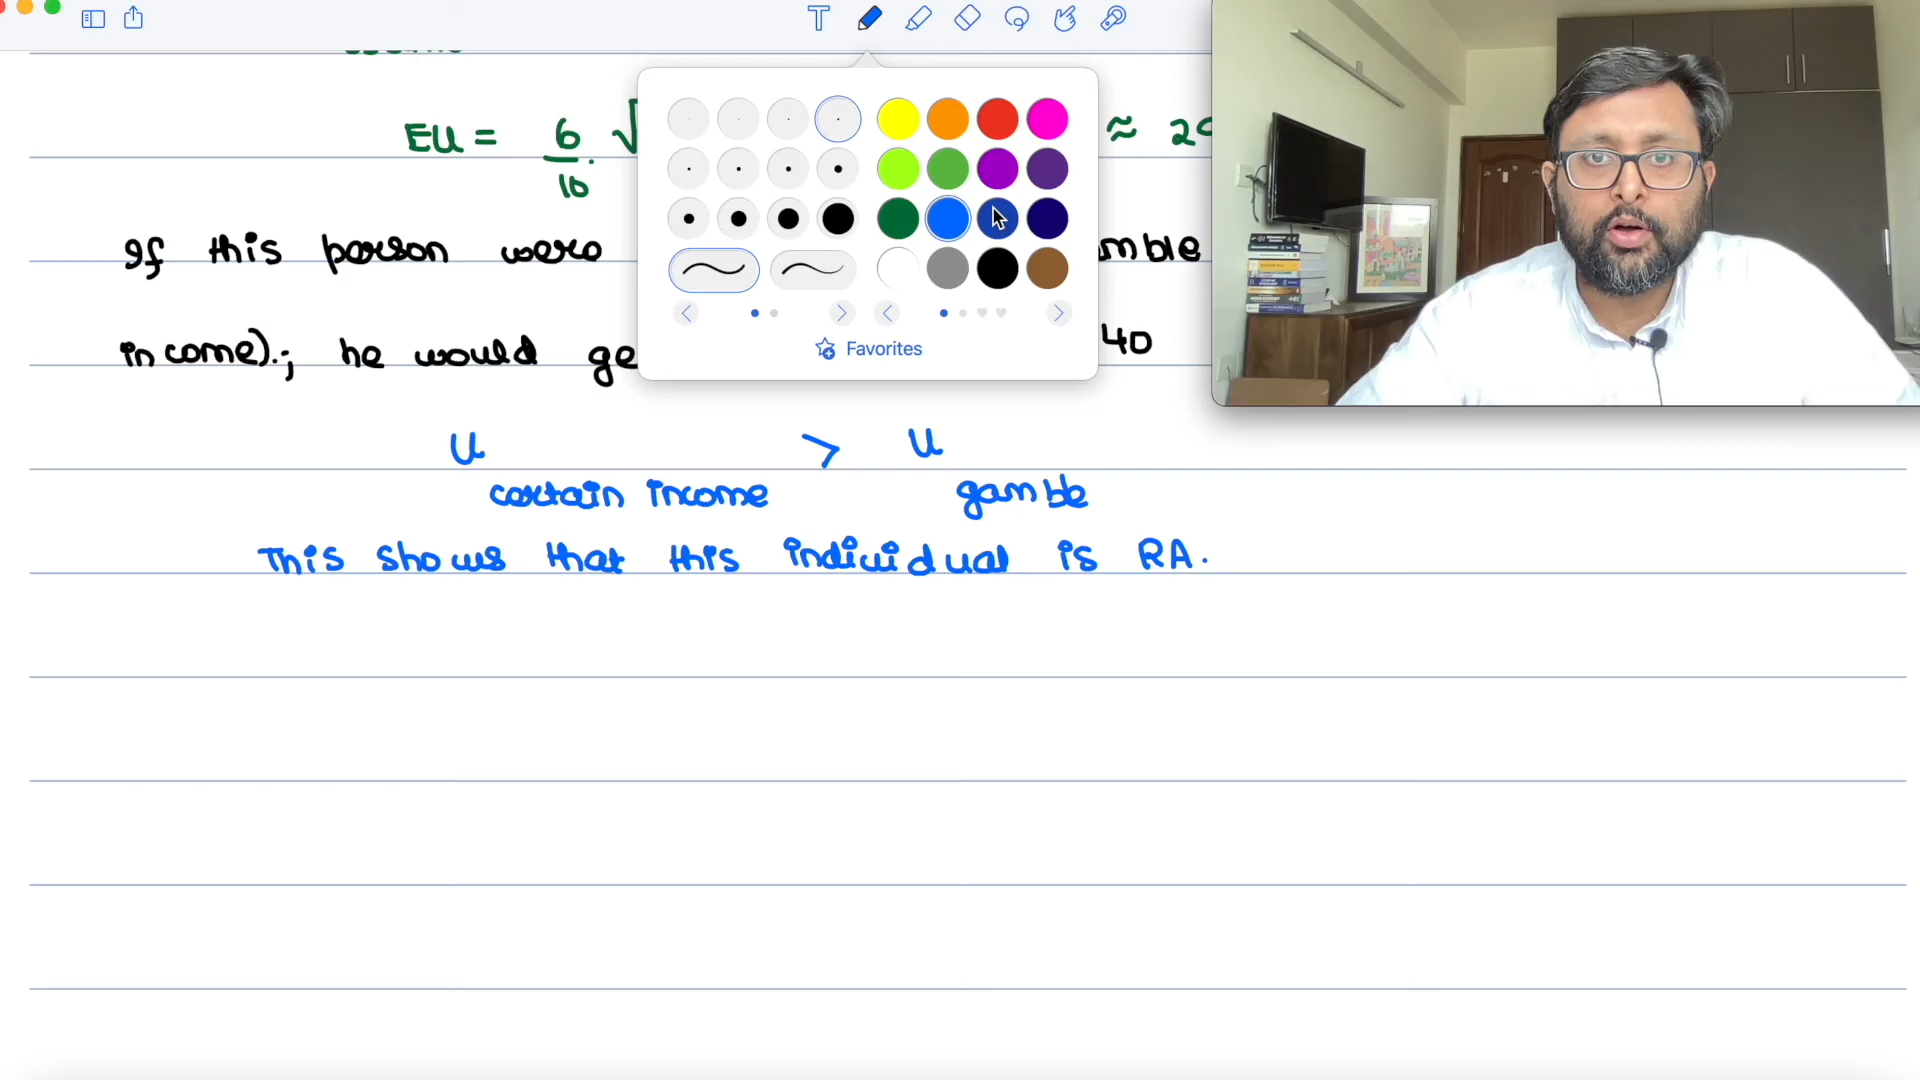 EU = 6/10 . √ ≈ 20
If this person were mble
income).; he would ge 40
Favorites
U certain income > U gamble
This shows that this individual is RA.